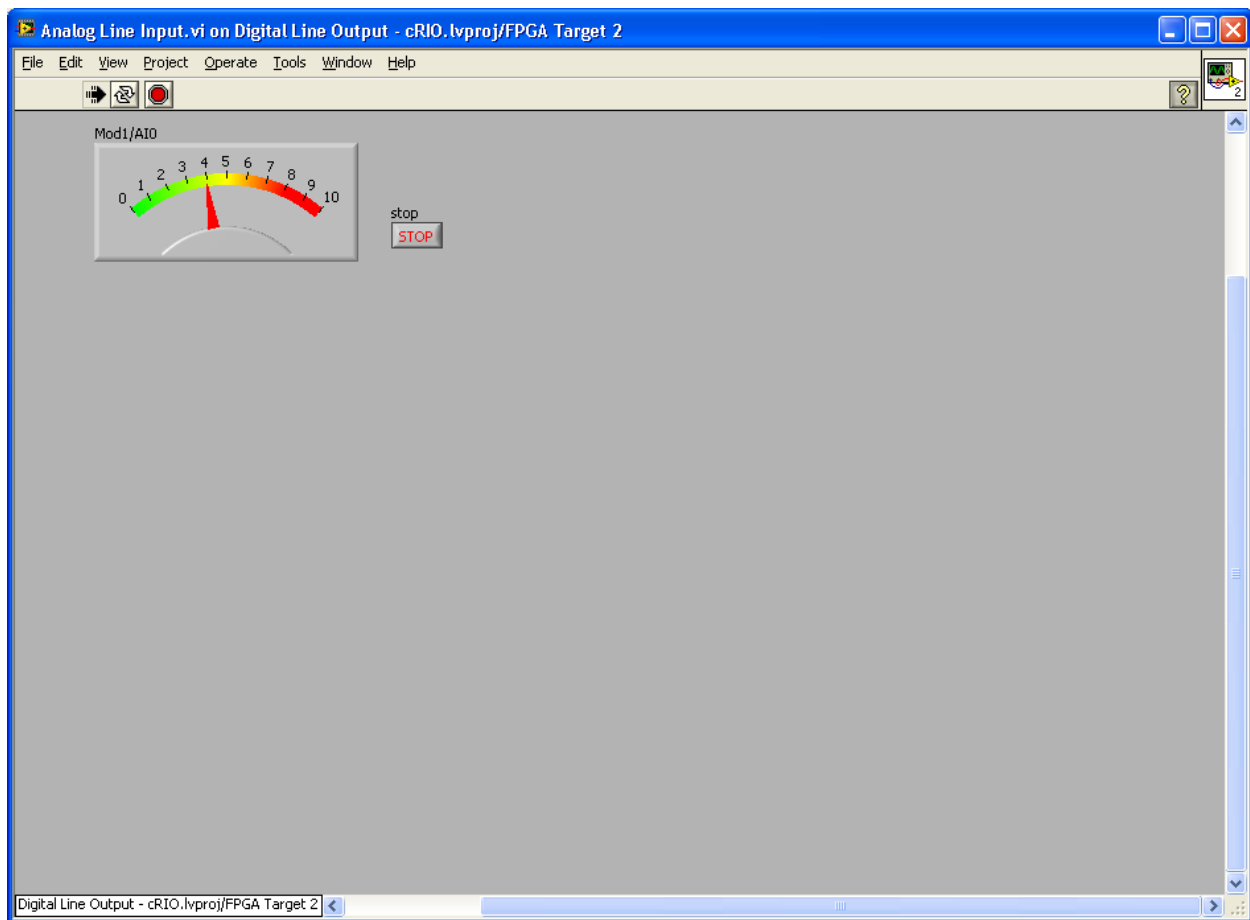 Analog Line Input.vi on Digital Line Output - cRIO.lvproj/FPGA Target 2
File Edit View Project Operate Tools Window Help
?
2
Mod1/AI0
0 1 2 3 4 5 6 7 8 9 10
stop
STOP
Digital Line Output - cRIO.lvproj/FPGA Target 2